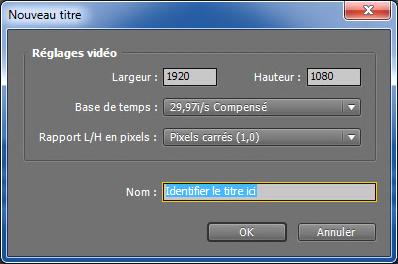 Nouveau titre
Réglages vidéo
Largeur : 1920 Hauteur : 1080
Base de temps : 29,97i/s Compensé
Rapport L/H en pixels : Pixels carrés (1,0)
Nom : Identifier le titre ici
OK Annuler